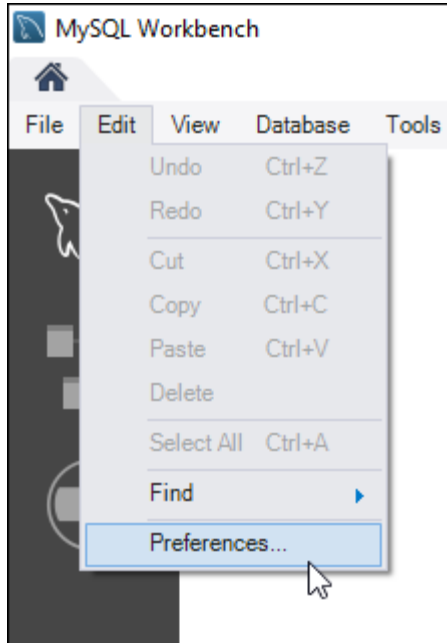 MySQL Workbench
File Edit View Database Tools
Undo Ctrl+Z
Redo Ctrl+Y
Cut Ctrl+X
Copy Ctrl+C
Paste Ctrl+V
Delete
Select All Ctrl+A
Find
Preferences...